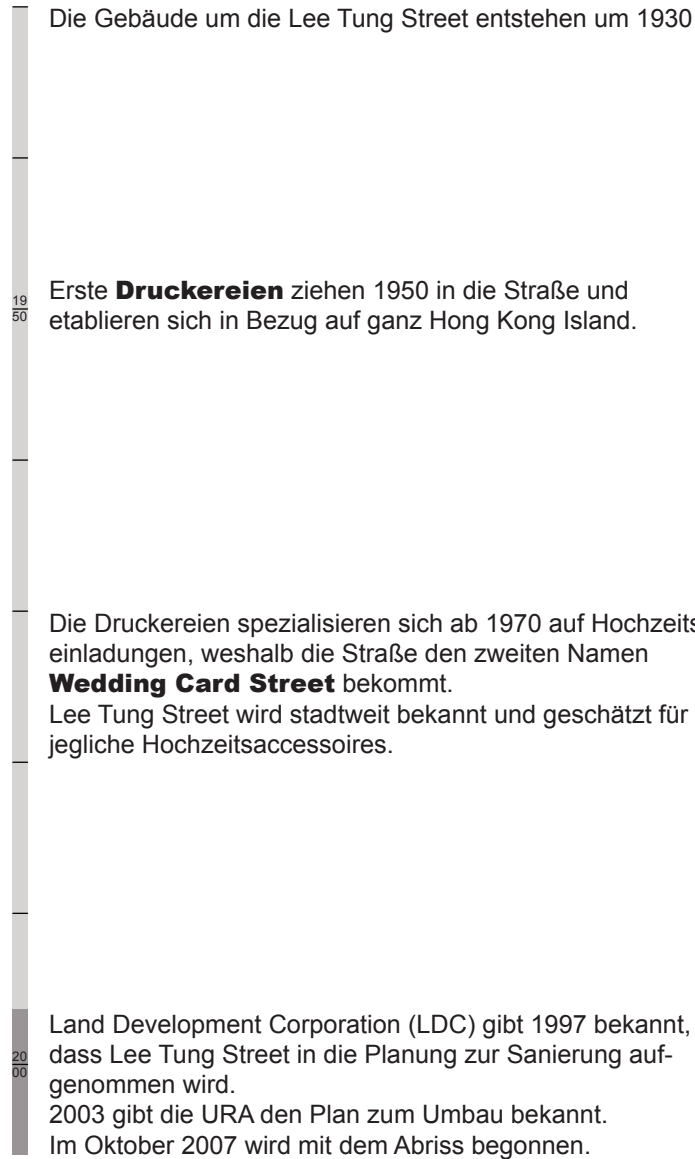 Die Gebäude um die Lee Tung Street entstehen um 1930
19
50
Erste Druckereien ziehen 1950 in die Straße und
etablieren sich in Bezug auf ganz Hong Kong Island.
Die Druckereien spezialisieren sich ab 1970 auf Hochzeits
einladungen, weshalb die Straße den zweiten Namen
Wedding Card Street bekommt.
Lee Tung Street wird stadtweit bekannt und geschätzt für
jegliche Hochzeitsaccessoires.
20
00
Land Development Corporation (LDC) gibt 1997 bekannt,
dass Lee Tung Street in die Planung zur Sanierung auf-
genommen wird.
2003 gibt die URA den Plan zum Umbau bekannt.
Im Oktober 2007 wird mit dem Abriss begonnen.